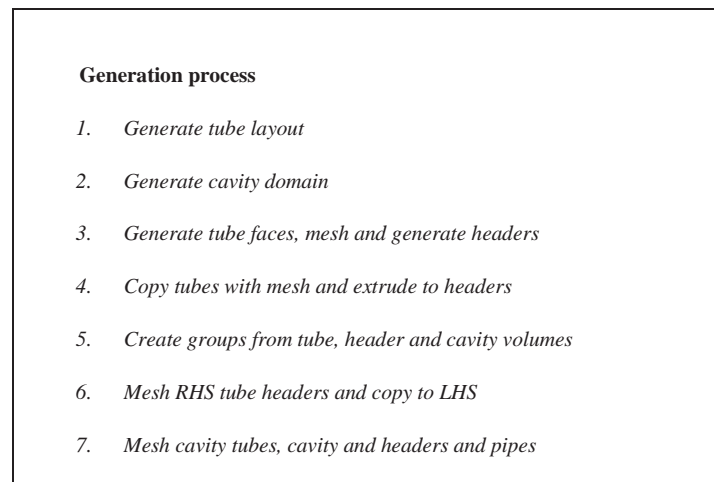 Generation process
1. Generate tube layout
2. Generate cavity domain
3. Generate tube faces, mesh and generate headers
4. Copy tubes with mesh and extrude to headers
5. Create groups from tube, header and cavity volumes
6. Mesh RHS tube headers and copy to LHS
7. Mesh cavity tubes, cavity and headers and pipes